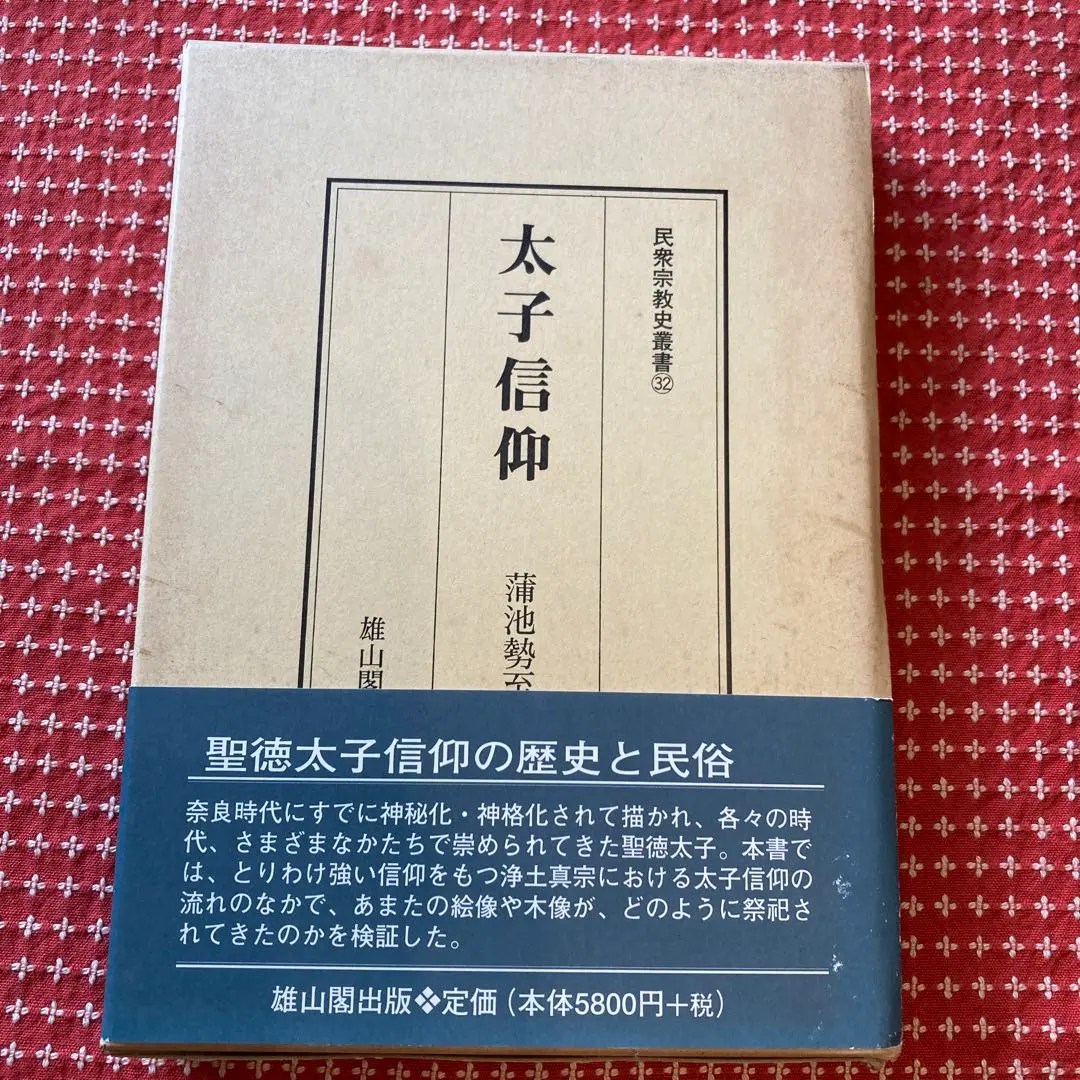 民衆宗教史叢書㉜
太子信仰
蒲池勢至
雄山閣
聖徳太子信仰の歴史と民俗
奈良時代にすでに神秘化・神格化されて描かれ、各々の時
代、さまざまなかたちで崇められてきた聖徳太子。本書で
は、とりわけ強い信仰をもつ浄土真宗における太子信仰の
流れのなかで、あまたの絵像や木像が、どのように祭祀さ
れてきたのかを検証した。
雄山閣出版❖定価(本体5800円+税)